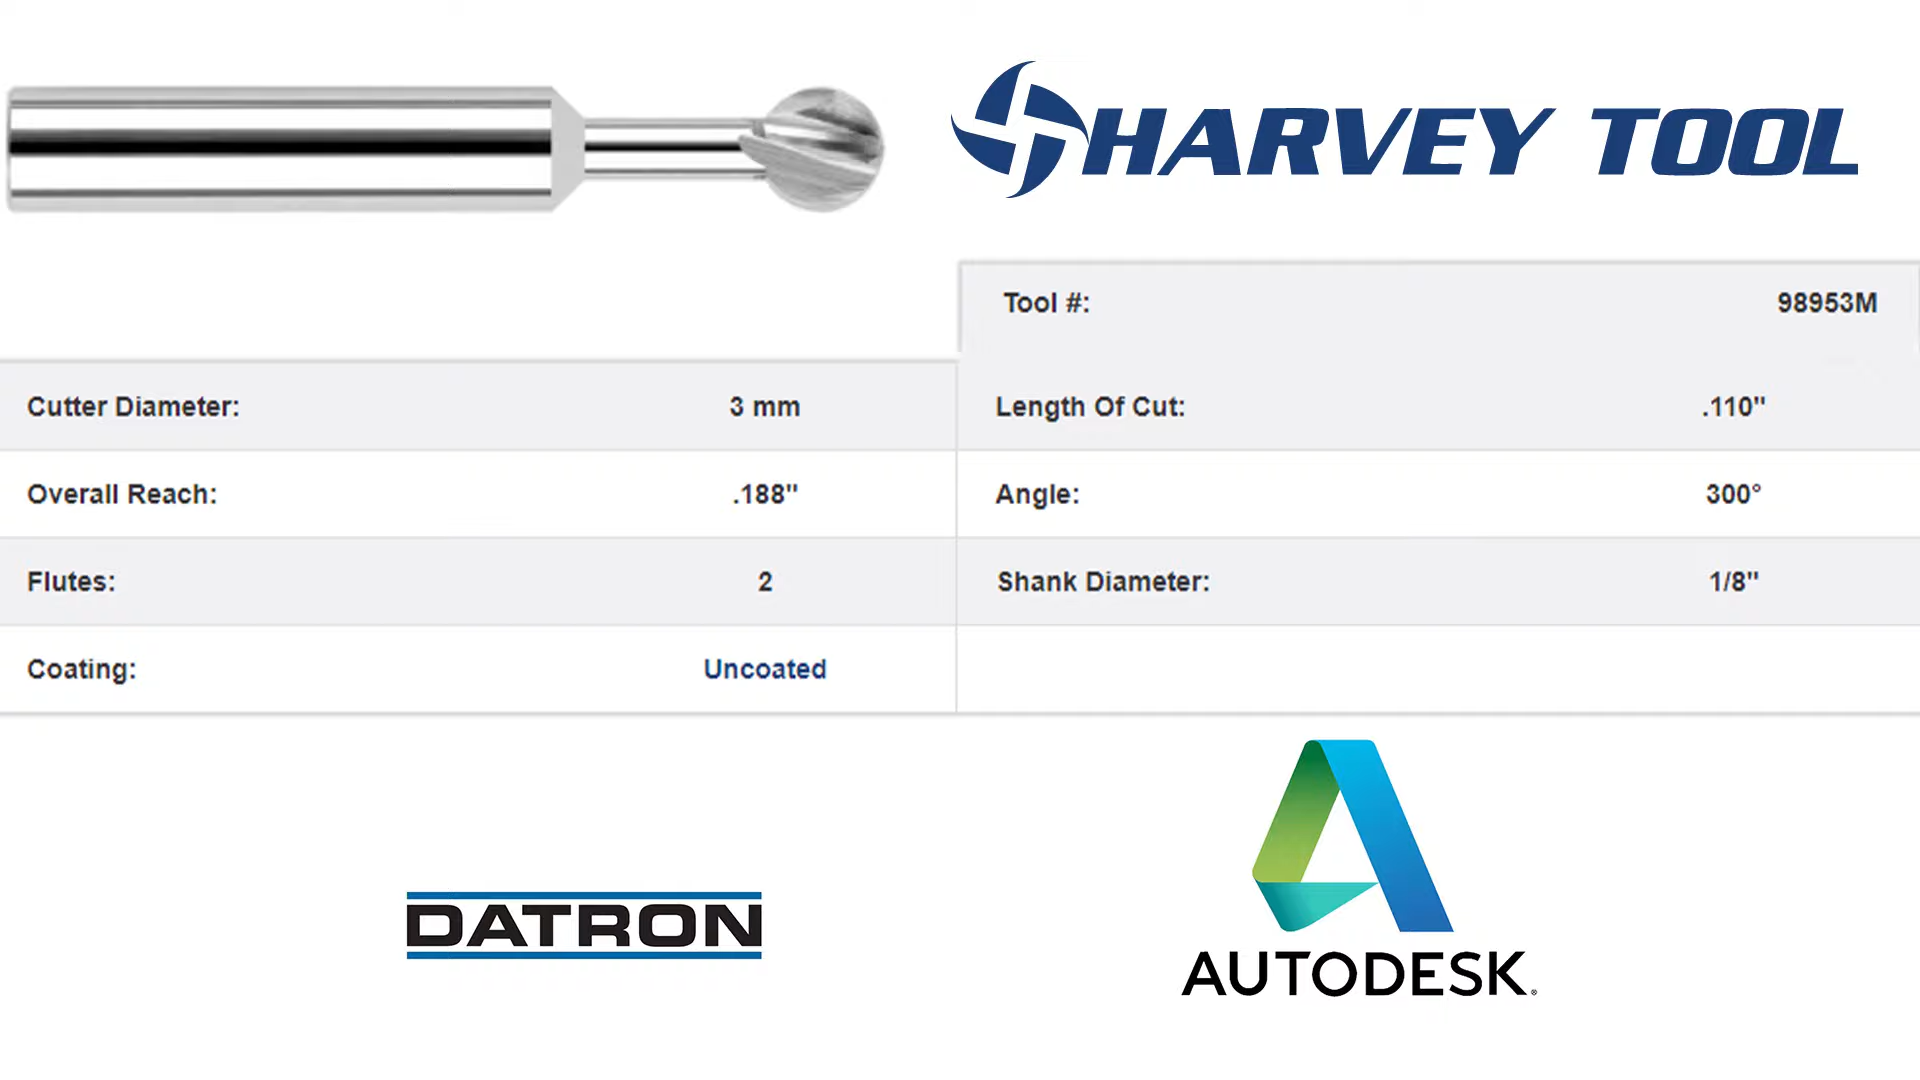 HARVEY TOOL
Tool #: 98953M
Cutter Diameter: 3 mm Length Of Cut: .110"
Overall Reach: .188" Angle: 300°
Flutes: 2 Shank Diameter: 1/8"
Coating: Uncoated
DATRON
AUTODESK®